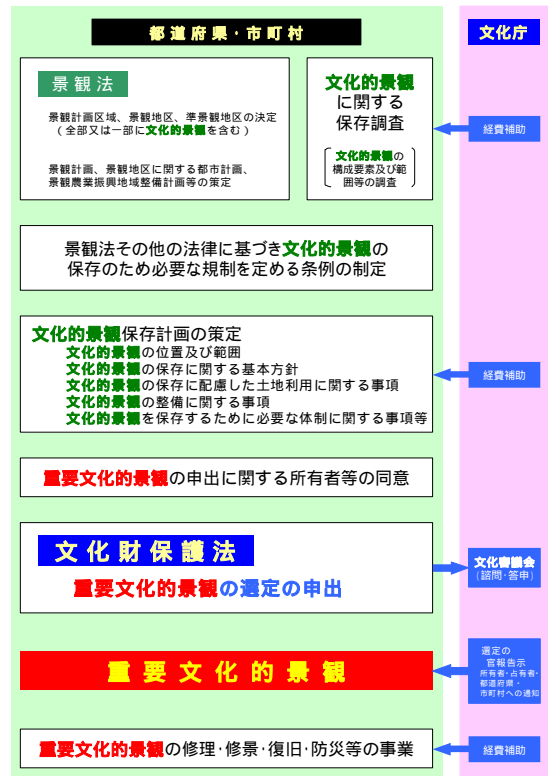 都道府県・市町村
文化庁
景観法
景観計画区域、景観地区、準景観地区の決定
(全部又は一部に文化的景観を含む)
景観計画、景観地区に関する都市計画、
景観農業振興地域整備計画等の策定
文化的景観
に関する
保存調査
文化的景観の
構成要素及び範
囲等の調査
経費補助
景観法その他の法律に基づき文化的景観の
保存のため必要な規制を定める条例の制定
文化的景観保存計画の策定
文化的景観の位置及び範囲
文化的景観の保存に関する基本方針
文化的景観の保存に配慮した土地利用に関する事項
文化的景観の整備に関する事項
文化的景観を保存するために必要な体制に関する事項等
経費補助
重要文化的景観の申出に関する所有者等の同意
文化財保護法
重要文化的景観の選定の申出
文化審議会
(諮問・答申)
重要文化的景観
選定の
官報告示
所有者・占有者・
都道府県・
市町村への通知
重要文化的景観の修理・修景・復旧・防災等の事業
経費補助